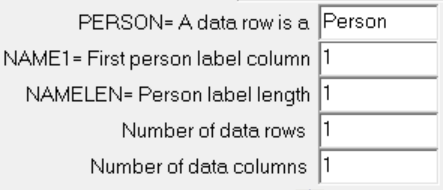 PERSON= A data row is a Person
NAME1= First person label column 1
NAMELEN= Person label length 1
Number of data rows 1
Number of data columns 1